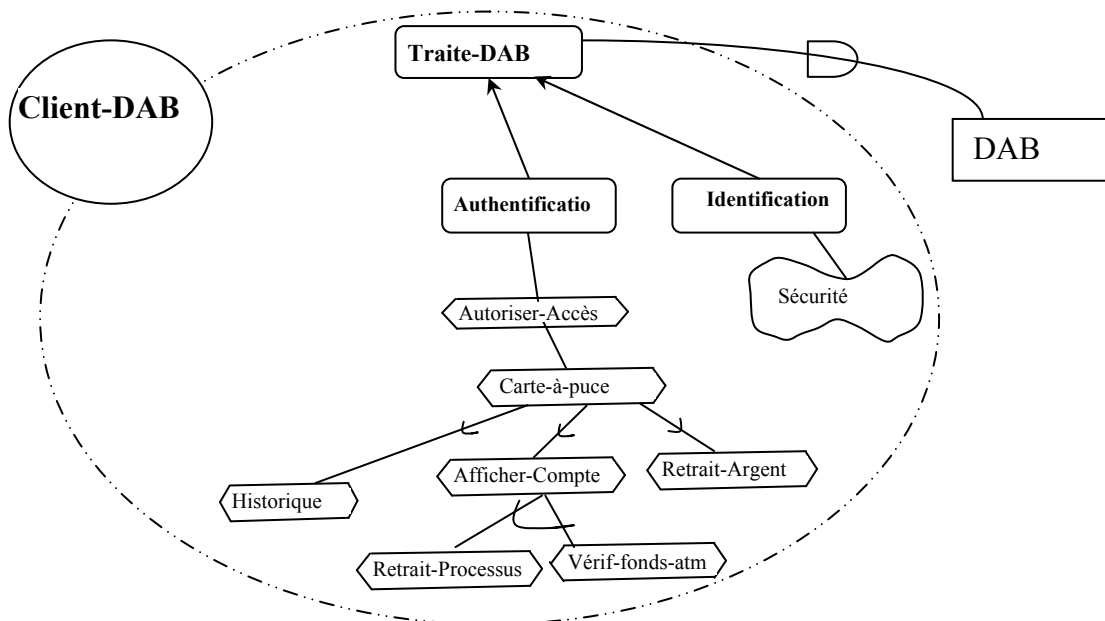 Traite-DAB
Client-DAB
D
DAB
Authentificatio
Identification
Sécurité
Autoriser-Accès
Carte-à-puce
Afficher-Compte
Retrait-Argent
Historique
Retrait-Processus
Vérif-fonds-atm